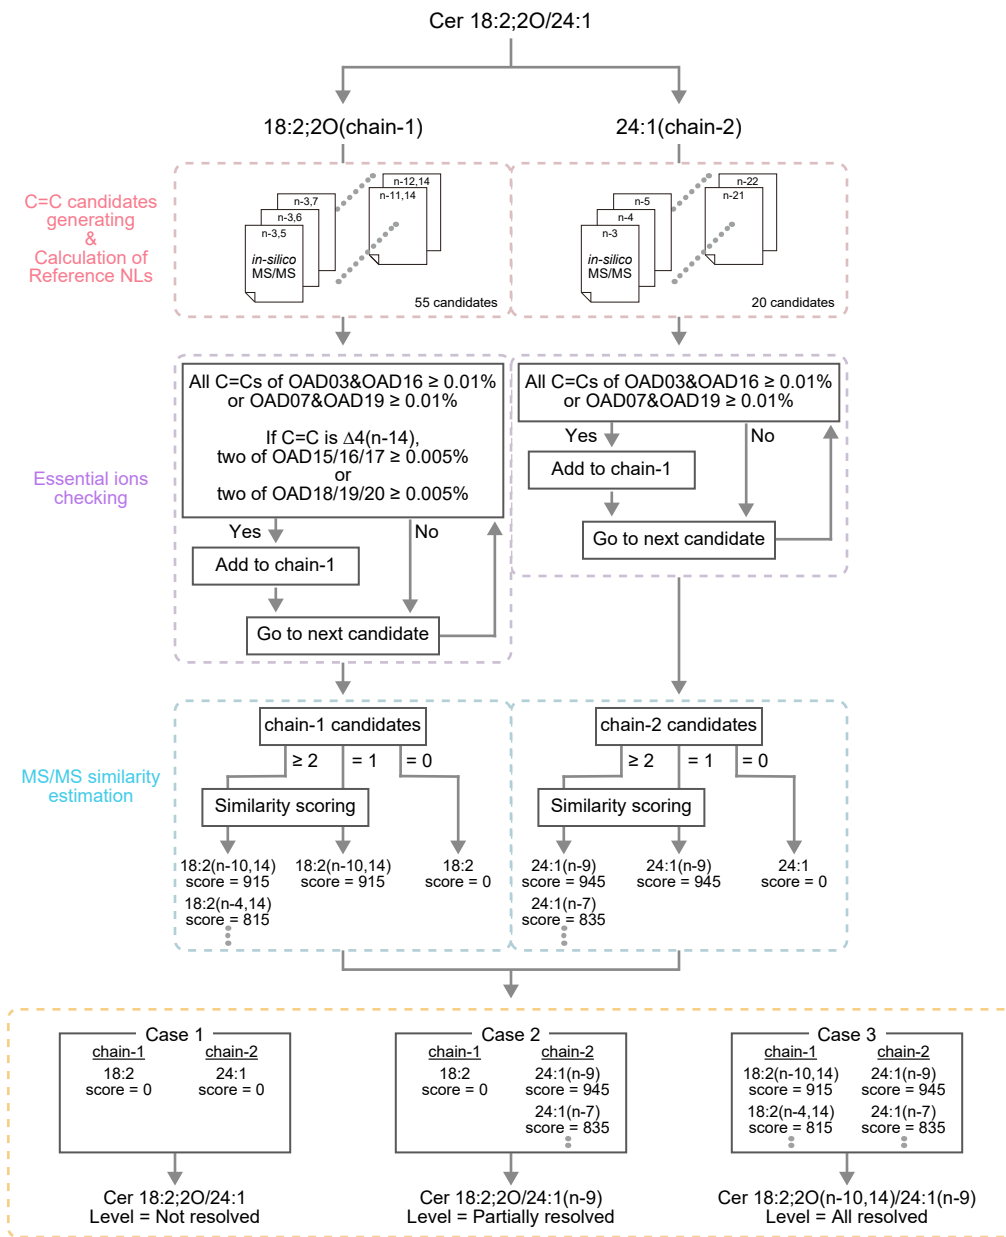 Cer 18:2;2O/24:1
18:2;2O(chain-1)
24:1(chain-2)
C=C candidates
generating
&
Calculation of
Reference NLs
n-12,14
n-11,14
n-3,7
n-3,6
n-3,5
in-silico
MS/MS
55 candidates
n-22
n-21
n-5
n-4
n-3
in-silico
MS/MS
20 candidates
Essential ions
checking
All C=Cs of OAD03&OAD16 ≥ 0.01%
or OAD07&OAD19 ≥ 0.01%
If C=C is Δ4(n-14),
two of OAD15/16/17 ≥ 0.005%
or
two of OAD18/19/20 ≥ 0.005%
Yes
No
Add to chain-1
Go to next candidate
All C=Cs of OAD03&OAD16 ≥ 0.01%
or OAD07&OAD19 ≥ 0.01%
Yes
No
Add to chain-1
Go to next candidate
MS/MS similarity
estimation
chain-1 candidates
≥ 2
= 1
= 0
Similarity scoring
18:2(n-10,14)
score = 915
18:2(n-4,14)
score = 815
18:2(n-10,14)
score = 915
18:2
score = 0
chain-2 candidates
≥ 2
= 1
= 0
Similarity scoring
24:1(n-9)
score = 945
24:1(n-7)
score = 835
24:1(n-9)
score = 945
24:1
score = 0
Case 1
chain-1
18:2
score = 0
chain-2
24:1
score = 0
Cer 18:2;2O/24:1
Level = Not resolved
Case 2
chain-1
18:2
score = 0
chain-2
24:1(n-9)
score = 945
24:1(n-7)
score = 835
Cer 18:2;2O/24:1(n-9)
Level = Partially resolved
Case 3
chain-1
18:2(n-10,14)
score = 915
18:2(n-4,14)
score = 815
chain-2
24:1(n-9)
score = 945
24:1(n-7)
score = 835
Cer 18:2;2O(n-10,14)/24:1(n-9)
Level = All resolved